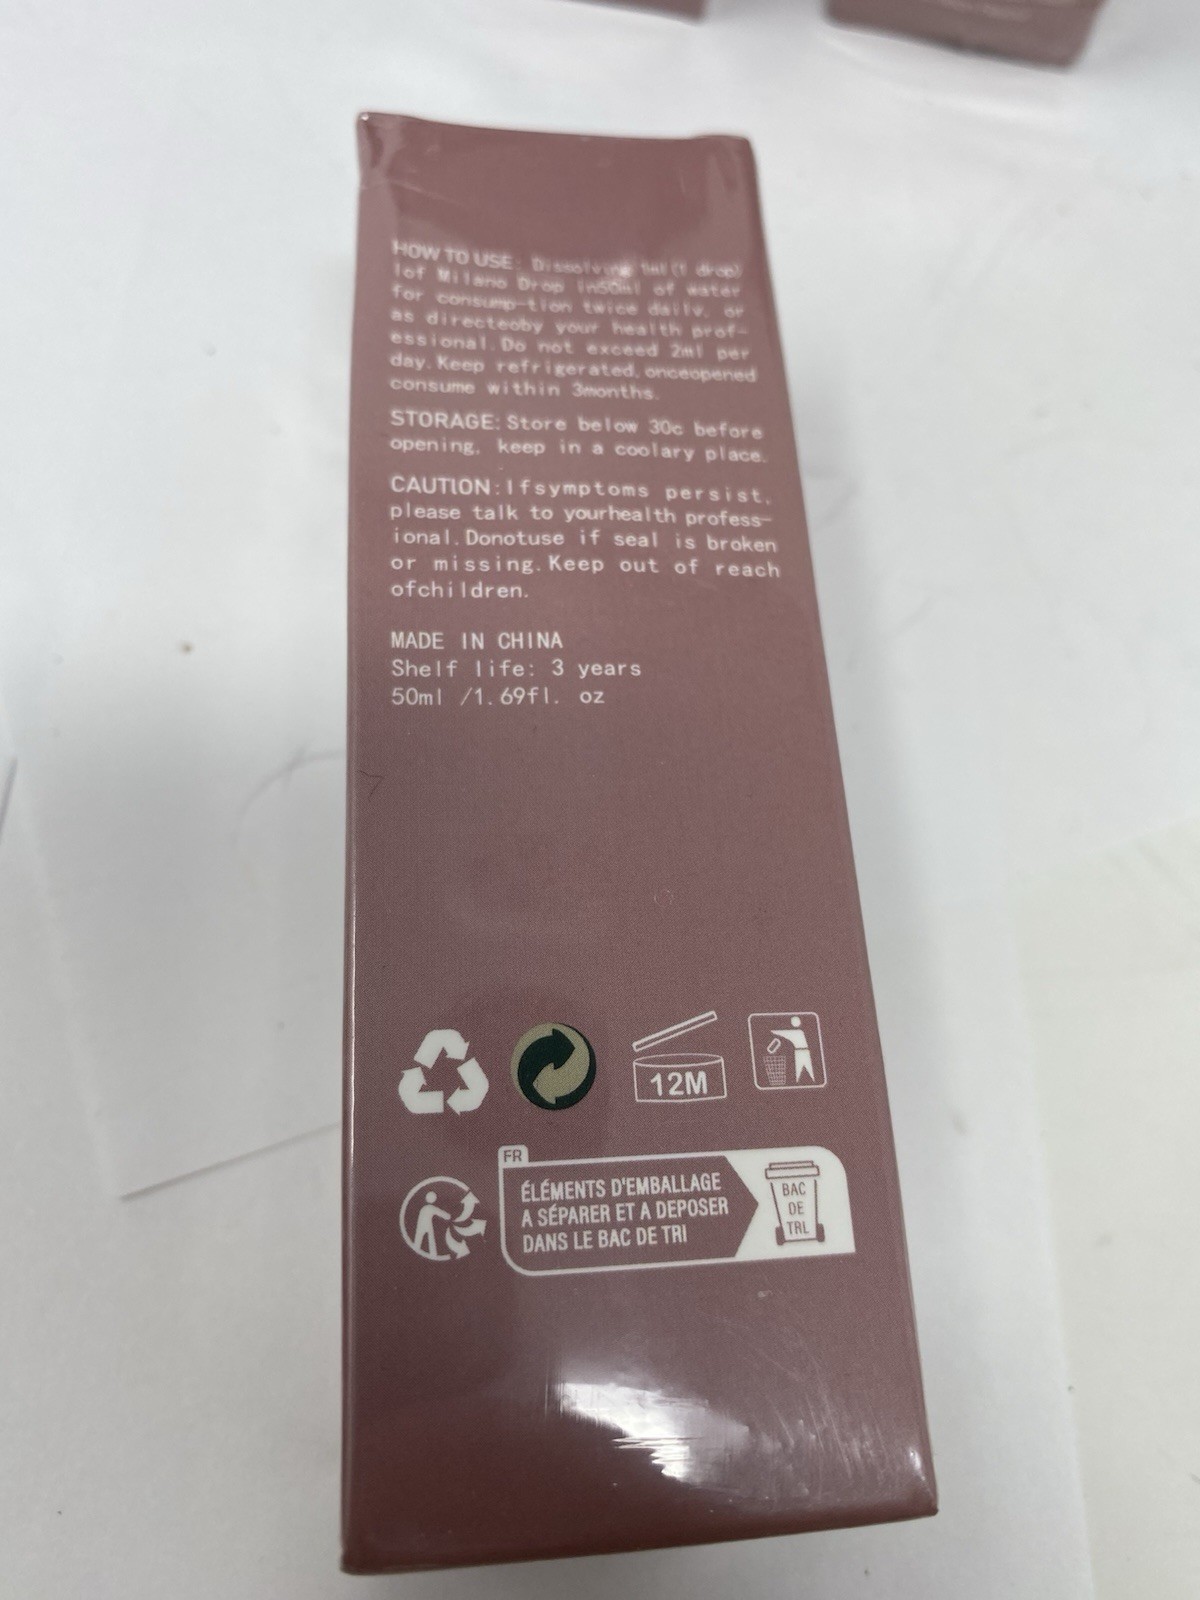 HOW TO USE: Dissolving 1ml(1 drop)
lof Milano Drop in50ml of water
for consump-tion twice daily, or
as directeoby your health prof-
essional.Do not exceed 2ml per
day.Keep refrigerated,onceopened
consume within 3months.
STORAGE:Store below 30c before
opening, keep in a coolary place.
CAUTION:Ifsymptoms persist,
please talk to yourhealth profess-
ional.Donotuse if seal is broken
or missing.Keep out of reach
ofchildren.
MADE IN CHINA
Shelf life: 3 years
50ml /1.69fl. oz
12M
FR
ÉLÉMENTS D'EMBALLAGE
A SÉPARER ET A DEPOSER
DANS LE BAC DE TRI
BAC
DE
TRL